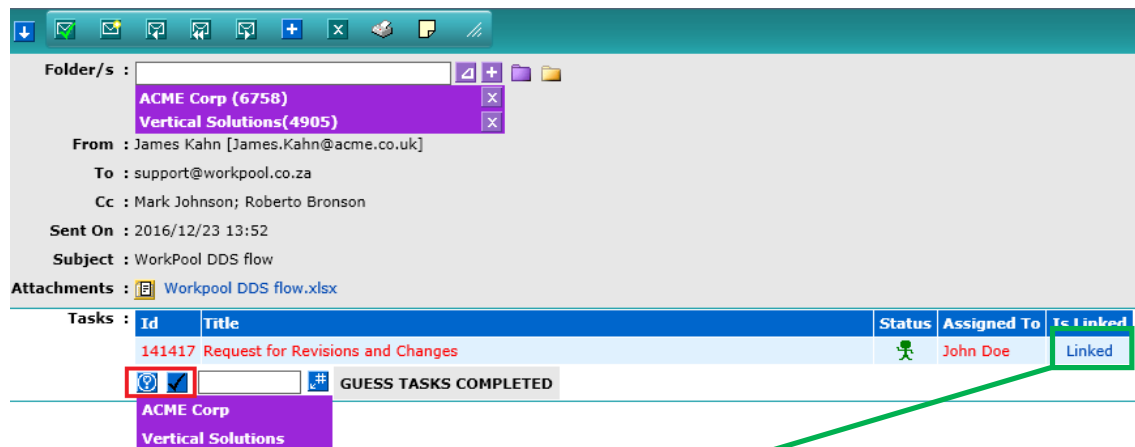 Folder/s :
ACME Corp (6758)
Vertical Solutions(4905)
From : James Kahn [James.Kahn@acme.co.uk]
To : support@workpool.co.za
Cc : Mark Johnson; Roberto Bronson
Sent On : 2016/12/23 13:52
Subject : WorkPool DDS flow
Attachments : Workpool DDS flow.xlsx
Tasks : Id Title Status Assigned To Is Linked
141417 Request for Revisions and Changes John Doe Linked
GUESS TASKS COMPLETED
ACME Corp
Vertical Solutions